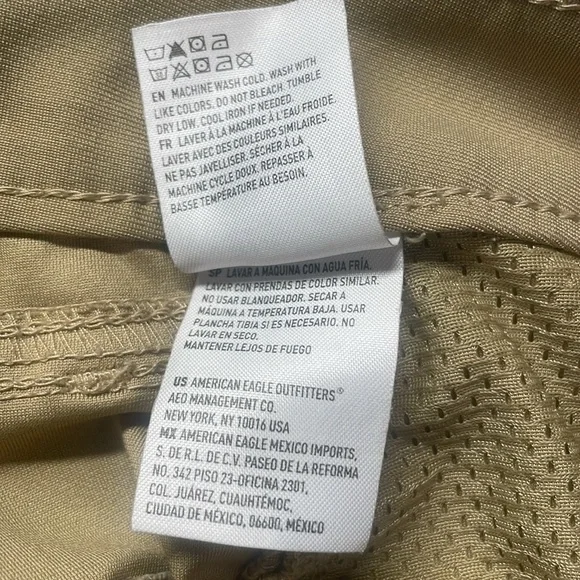 EN MACHINE WASH COLD. WASH WITH
LIKE COLORS. DO NOT BLEACH. TUMBLE
DRY LOW. COOL IRON IF NEEDED.
FR LAVER À LA MACHINE À L'EAU FROIDE.
LAVER AVEC DES COULEURS SIMILAIRES.
NE PAS JAVELLISER. SÉCHER À LA
MACHINE CYCLE DOUX. REPASSER À
BASSE TEMPÉRATURE AU BESOIN.
SP LAVAR A MÁQUINA CON AGUA FRÍA.
LAVAR CON PRENDAS DE COLOR SIMILAR.
NO USAR BLANQUEADOR. SECAR A
MÁQUINA A TEMPERATURA BAJA. USAR
PLANCHA TIBIA SI ES NECESARIO. NO
LAVAR EN SECO.
MANTENER LEJOS DE FUEGO
US AMERICAN EAGLE OUTFITTERS®
AEO MANAGEMENT CO.
NEW YORK, NY 10016 USA
MX AMERICAN EAGLE MEXICO IMPORTS,
S. DE R.L. DE C.V. PASEO DE LA REFORMA
NO. 342 PISO 23-OFICINA 2301,
COL. JUÁREZ, CUAUHTÉMOC,
CIUDAD DE MÉXICO, 06600, MÉXICO